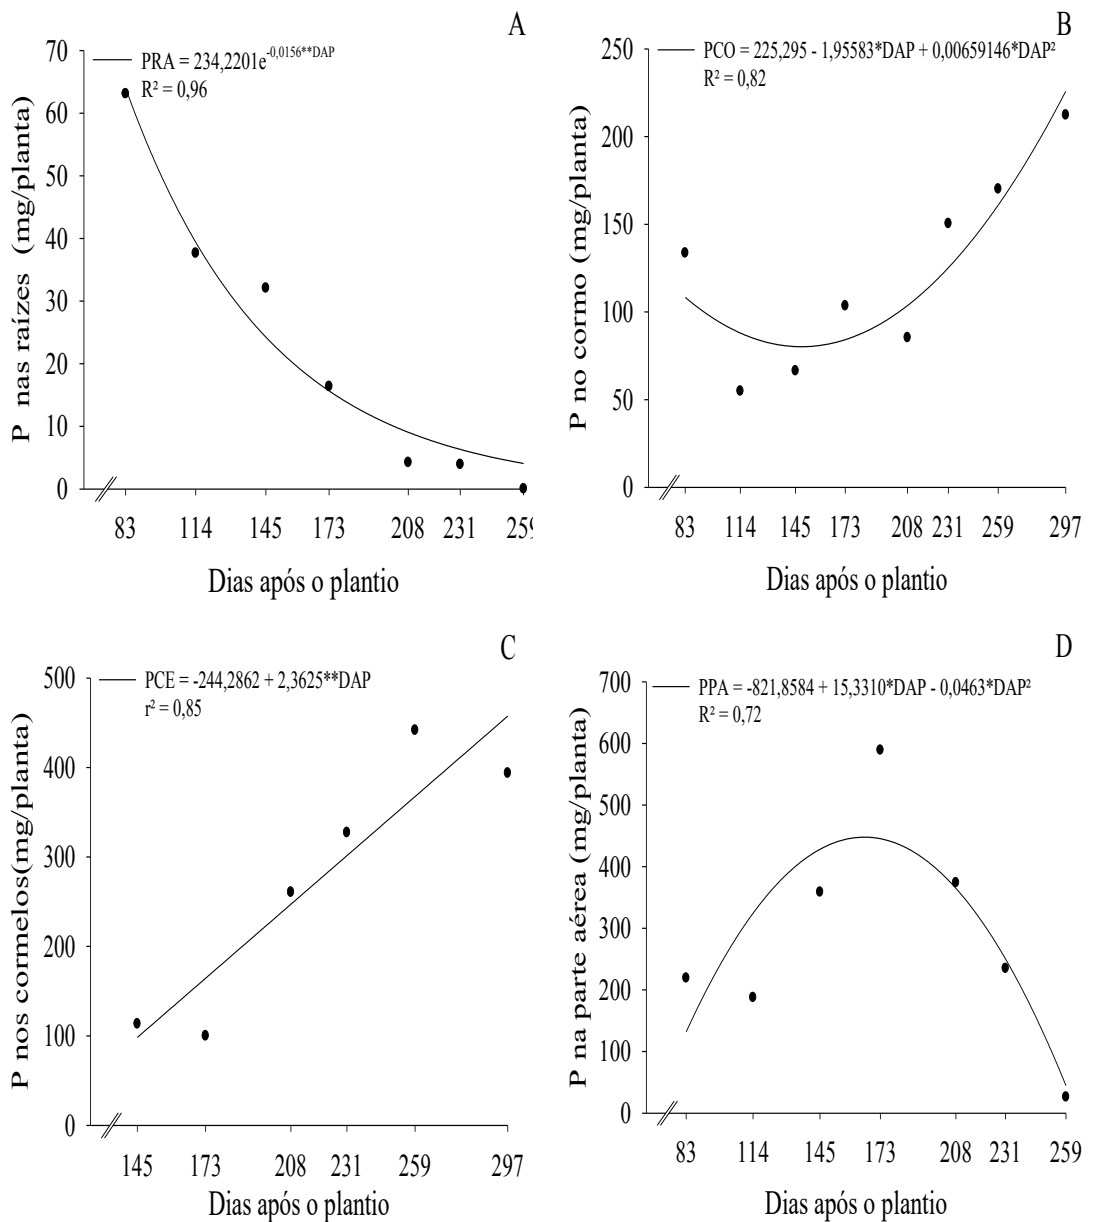 A
PRA = 234,2201e-0,0156**DAP
R² = 0,96
70
60
50
40
30
20
10
0
P nas raízes (mg/planta)
83 114 145 173 208 231 259
Dias após o plantio
B
PCO = 225,295 - 1,95583*DAP + 0,00659146*DAP²
R² = 0,82
250
200
150
100
50
0
P no cormo (mg/planta)
83 114 145 173 208 231 259 297
Dias após o plantio
C
PCE = -244,2862 + 2,3625**DAP
r² = 0,85
500
400
300
200
100
0
P nos cormelos(mg/planta)
145 173 208 231 259 297
Dias após o plantio
D
PPA = -821,8584 + 15,3310*DAP - 0,0463*DAP²
R² = 0,72
700
600
500
400
300
200
100
0
P na parte aérea (mg/planta)
83 114 145 173 208 231 259
Dias após o plantio